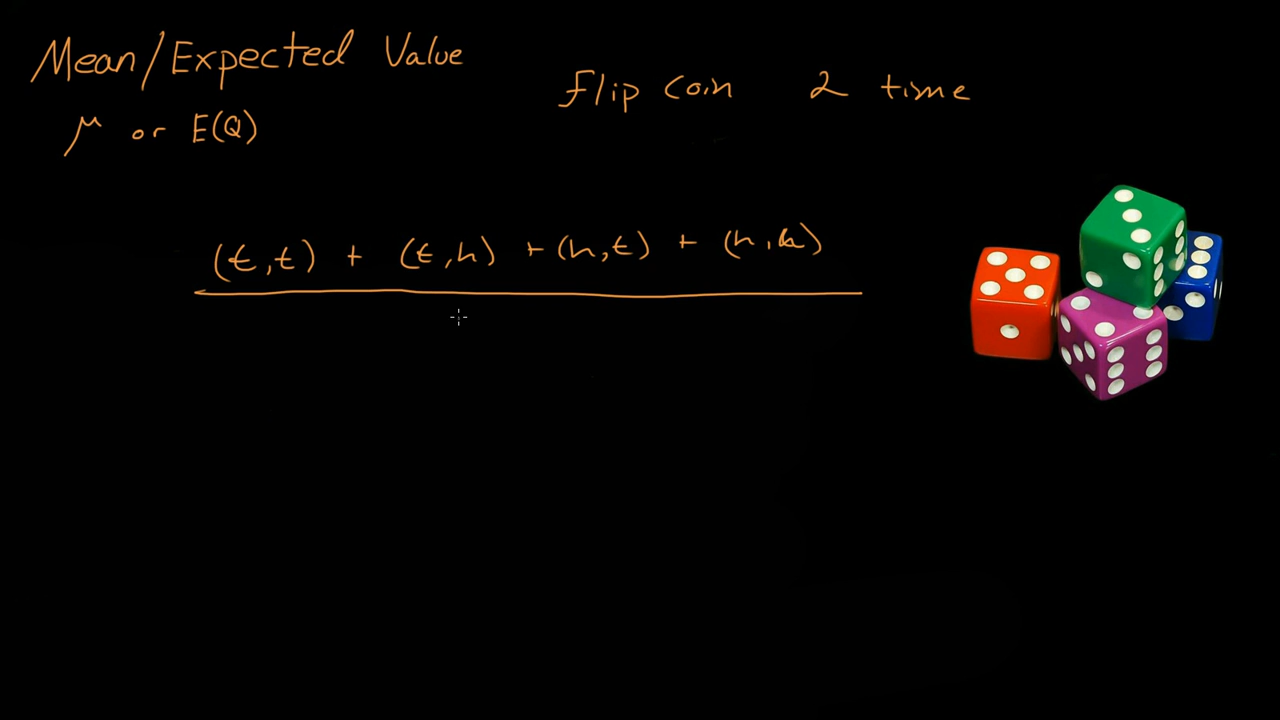 Mean/Expected Value
Flip coin 2 time
μ or E(Q)
(t,t) + (t,h) + (h,t) + (h,h)